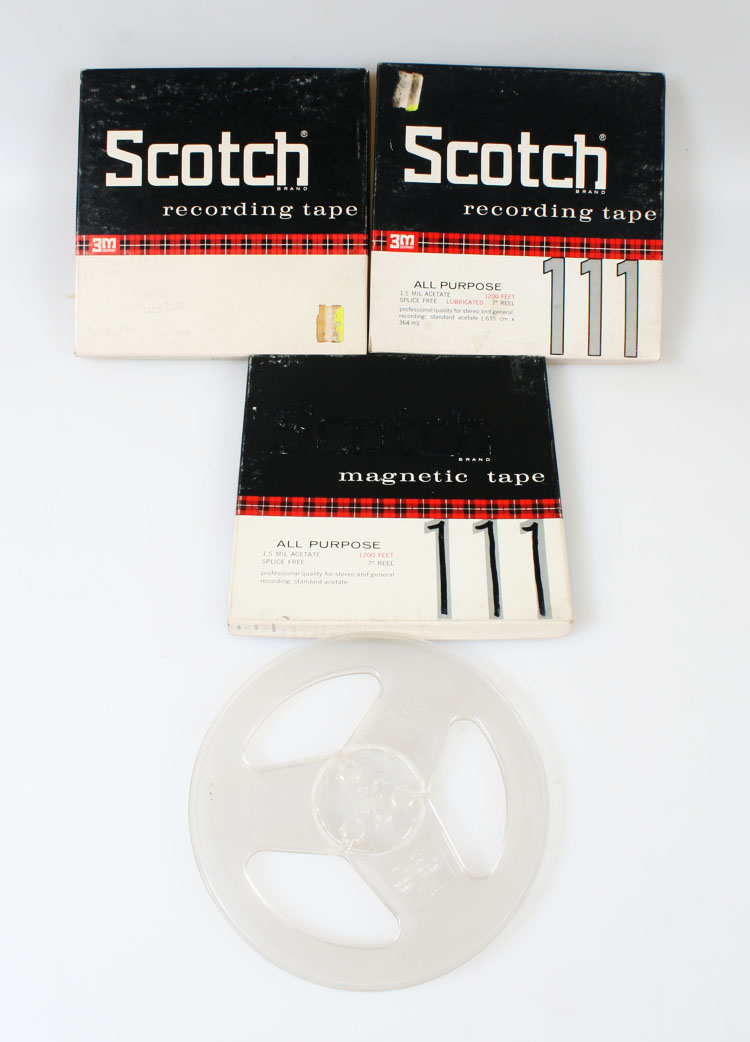 Scotch®
BRAND
recording tape
3M
COMPANY
Scotch®
BRAND
recording tape
3M
COMPANY
111
ALL PURPOSE
1.5 MIL ACETATE 1200 FEET
SPLICE FREE LUBRICATED 7" REEL
professional quality for stereo and general
recording; standard acetate (.635 cm x
364 m)
Scotch
BRAND
magnetic tape
111
ALL PURPOSE
1.5 MIL ACETATE 1200 FEET
SPLICE FREE 7" REEL
professional quality for stereo and general
recording; standard acetate